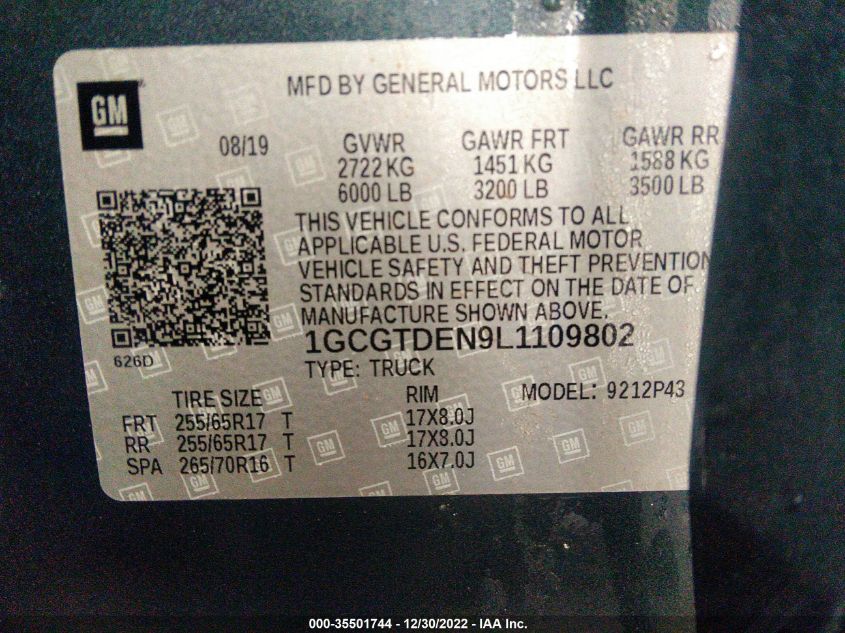 GM
MFD BY GENERAL MOTORS LLC
08/19 GVWR GAWR FRT GAWR RR
2722 KG 1451 KG 1588 KG
6000 LB 3200 LB 3500 LB
THIS VEHICLE CONFORMS TO ALL
APPLICABLE U.S. FEDERAL MOTOR
VEHICLE SAFETY AND THEFT PREVENTION
STANDARDS IN EFFECT ON THE DATE OF
MANUFACTURE SHOWN ABOVE.
626D 1GCGTDEN9L1109802
TYPE: TRUCK
TIRE SIZE RIM MODEL: 9212P43
FRT 255/65R17 T 17X8.0J
RR 255/65R17 T 17X8.0J
SPA 265/70R16 T 16X7.0J
000-35501744 - 12/30/2022 - IAA Inc.